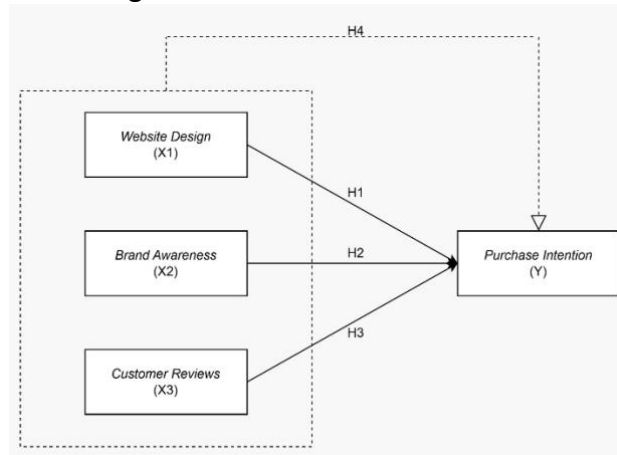 H4
Website Design
(X1)
H1
Brand Awareness
(X2)
H2
Purchase Intention
(Y)
H3
Customer Reviews
(X3)